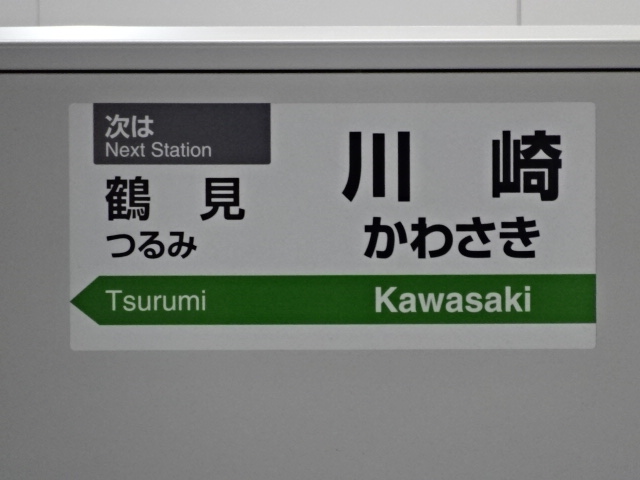 次は
Next Station
鶴見
つるみ
川崎
かわさき
Tsurumi
Kawasaki